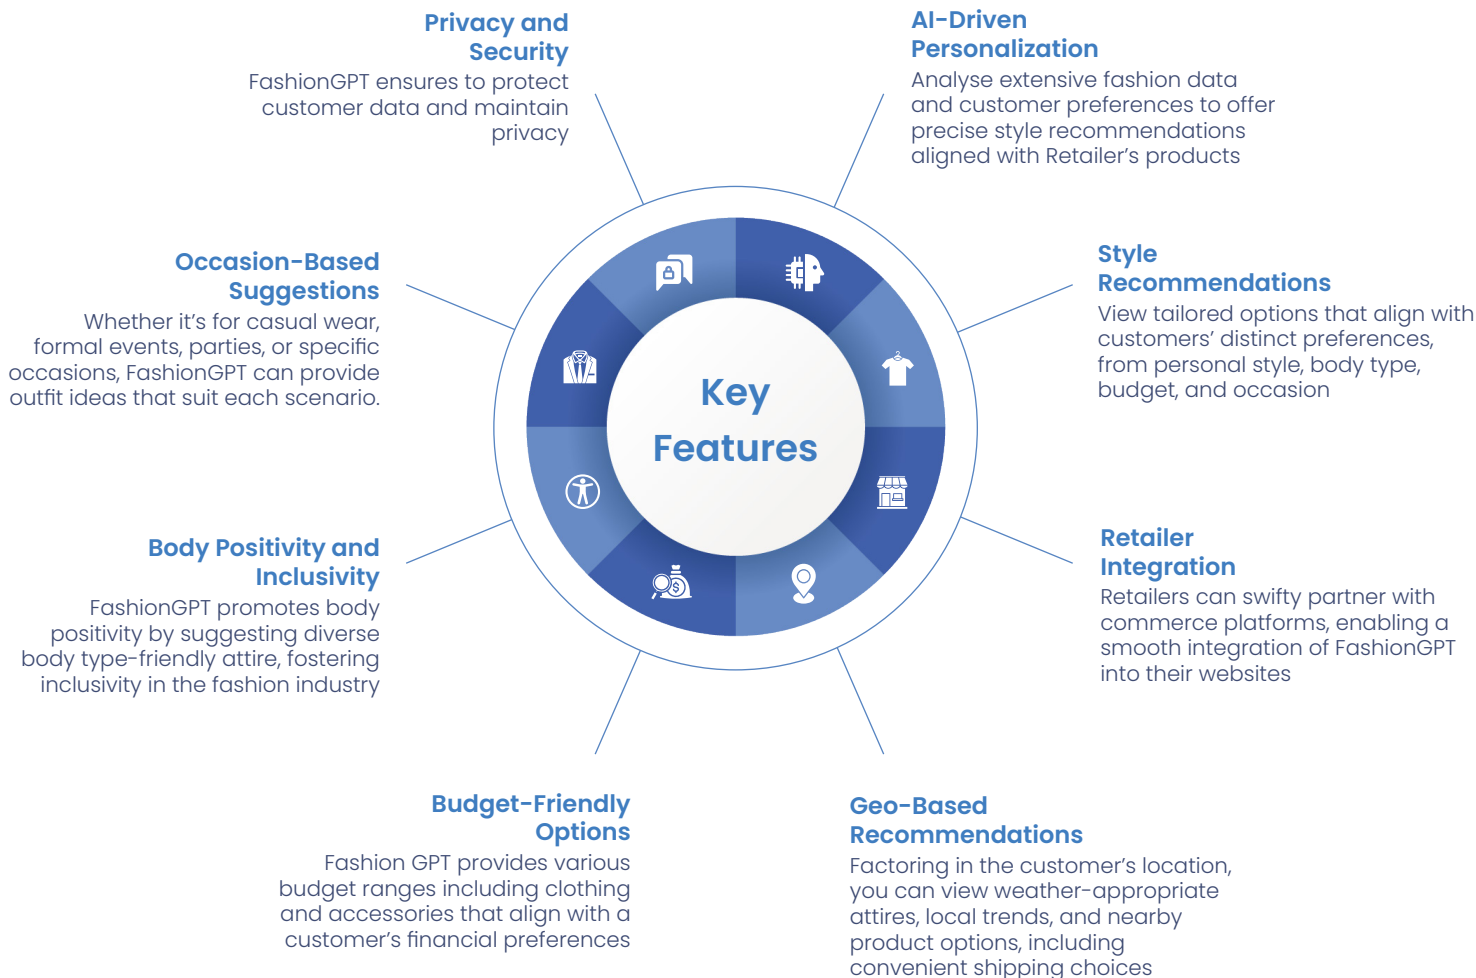 Privacy and
Security
FashionGPT ensures to protect
customer data and maintain
privacy
AI-Driven
Personalization
Analyse extensive fashion data
and customer preferences to offer
precise style recommendations
aligned with Retailer's products
Occasion-Based
Suggestions
Whether it's for casual wear,
formal events, parties, or specific
occasions, FashionGPT can provide
outfit ideas that suit each scenario.
Style
Recommendations
View tailored options that align with
customers' distinct preferences,
from personal style, body type,
budget, and occasion
Key
Features
Body Positivity and
Inclusivity
FashionGPT promotes body
positivity by suggesting diverse
body type-friendly attire, fostering
inclusivity in the fashion industry
Retailer
Integration
Retailers can swifty partner with
commerce platforms, enabling a
smooth integration of FashionGPT
into their websites
Budget-Friendly
Options
Fashion GPT provides various
budget ranges including clothing
and accessories that align with a
customer's financial preferences
Geo-Based
Recommendations
Factoring in the customer's location,
you can view weather-appropriate
attires, local trends, and nearby
product options, including
convenient shipping choices